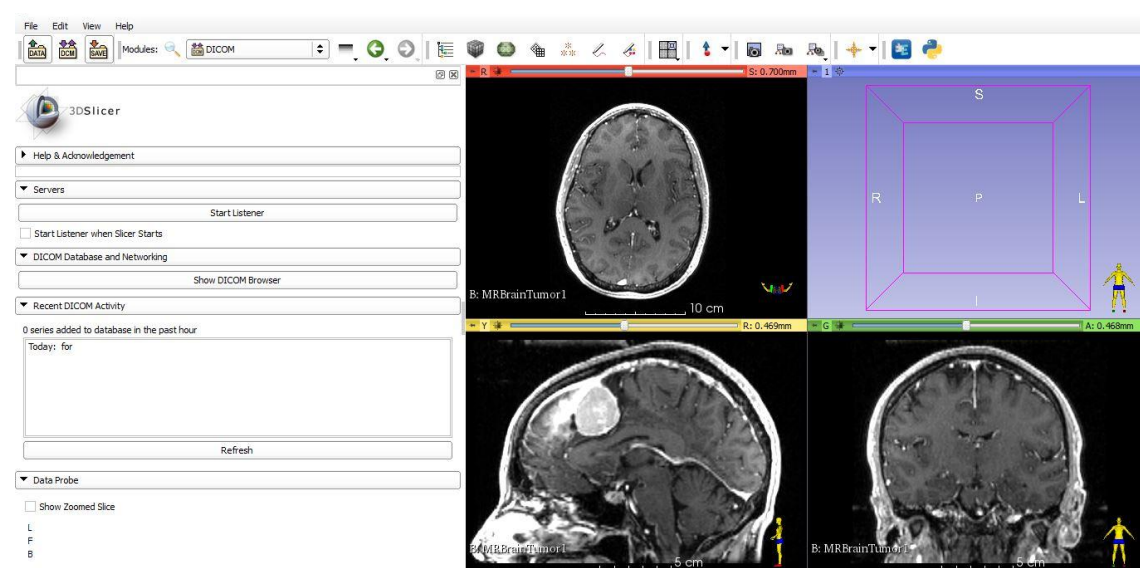 File Edit View Help
DATA DCM SAVE Modules: DICOM
3DSlicer
Help & Acknowledgement
Servers
Start Listener
Start Listener when Slicer Starts
DICOM Database and Networking
Show DICOM Browser
Recent DICOM Activity
0 series added to database in the past hour
Today: for
Refresh
Data Probe
Show Zoomed Slice
L
F
B
R S: 0.700mm
B: MRBrainTumor1
10 cm
1
S
R P L
I
Y R: 0.469mm
B: MRBrainTumor1
5 cm
G A: 0.468mm
B: MRBrainTumor1
5 cm